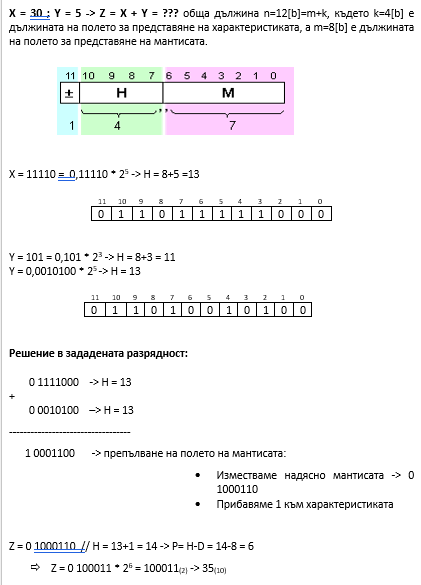 X = 30 ; Y = 5 -> Z = X + Y = ??? обща дължина n=12[b]=m+k, където k=4[b] е
дължината на полето за представяне на характеристиката, а m=8[b] е дължината
на полето за представяне на мантисата.
11 10 9 8 7 6 5 4 3 2 1 0
± H M
1 4 ,, 7
X = 11110 = 0,11110 * 2⁵ -> H = 8+5 =13
11 10 9 8 7 6 5 4 3 2 1 0
0 1 1 0 1 1 1 1 1 0 0 0
Y = 101 = 0,101 * 2³ -> H = 8+3 = 11
Y = 0,0010100 * 2⁵ -> H = 13
11 10 9 8 7 6 5 4 3 2 1 0
0 1 1 0 1 0 0 1 0 1 0 0
Решение в зададената разрядност:
0 1111000 -> H = 13
+
0 0010100 –> H = 13
----------------------------------
1 0001100 -> препълване на полето на мантисата:
• Изместваме надясно мантисата -> 0
1000110
• Прибавяме 1 към характеристиката
Z = 0 1000110 // H = 13+1 = 14 -> P= H-D = 14-8 = 6
⇨ Z = 0 100011 * 2⁶ = 100011₍₂₎ -> 35₍₁₀₎